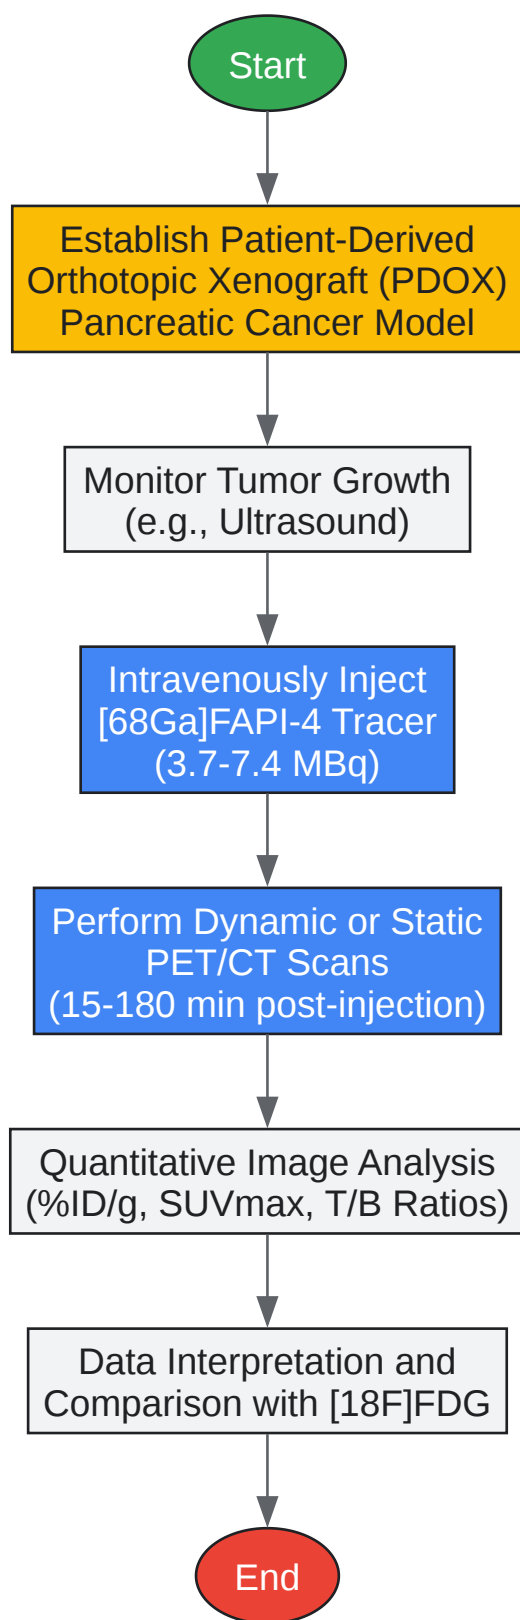 Start
Establish Patient-Derived
Orthotopic Xenograft (PDOX)
Pancreatic Cancer Model
Monitor Tumor Growth
(e.g., Ultrasound)
Intravenously Inject
[68Ga]FAPI-4 Tracer
(3.7-7.4 MBq)
Perform Dynamic or Static
PET/CT Scans
(15-180 min post-injection)
Quantitative Image Analysis
(%ID/g, SUVmax, T/B Ratios)
Data Interpretation and
Comparison with [18F]FDG
End